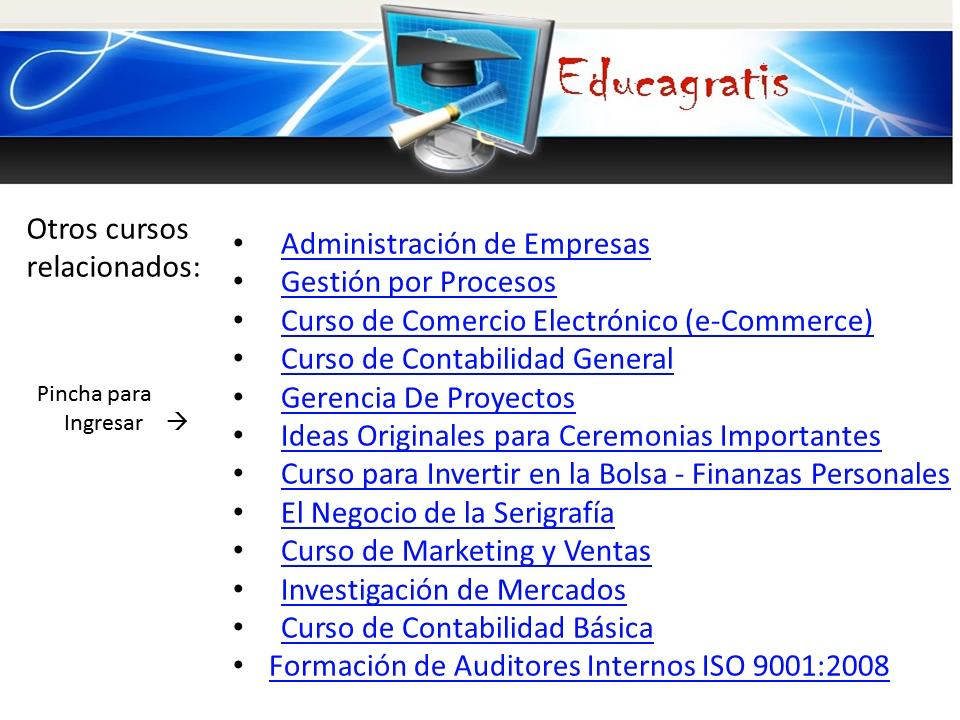 Educagratis
Otros cursos
relacionados:
Pincha para
Ingresar →
• Administración de Empresas
• Gestión por Procesos
• Curso de Comercio Electrónico (e-Commerce)
• Curso de Contabilidad General
• Gerencia De Proyectos
• Ideas Originales para Ceremonias Importantes
• Curso para Invertir en la Bolsa - Finanzas Personales
• El Negocio de la Serigrafía
• Curso de Marketing y Ventas
• Investigación de Mercados
• Curso de Contabilidad Básica
• Formación de Auditores Internos ISO 9001:2008